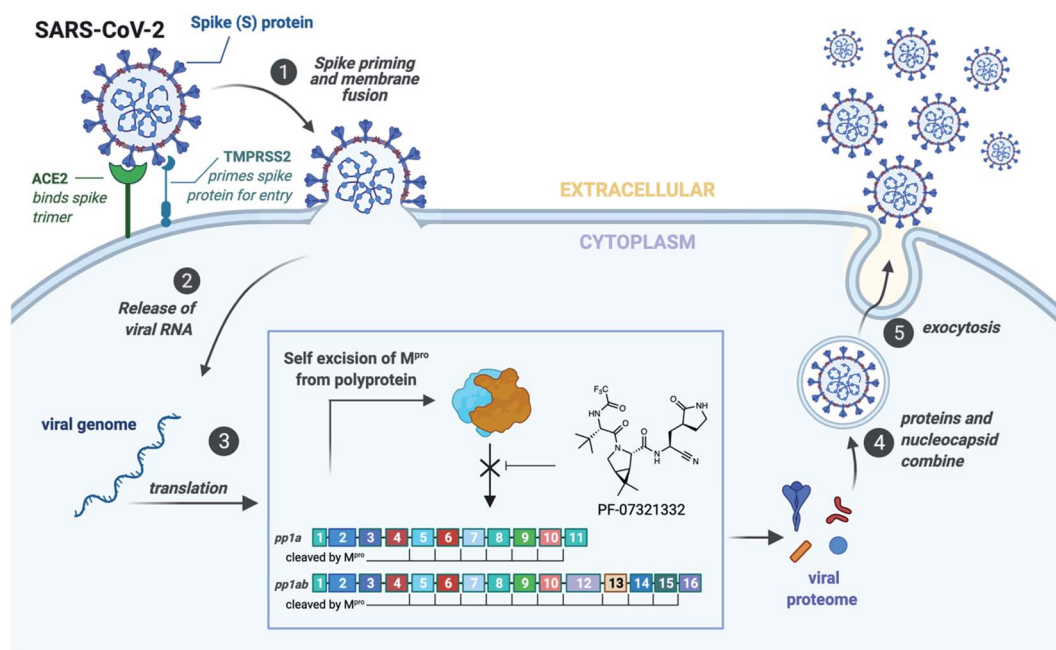 SARS-CoV-2
Spike (S) protein
1
Spike priming
and membrane
fusion
TMPRSS2
primes spike
protein for entry
ACE2
binds spike
trimer
EXTRACELLULAR
CYTOPLASM
2
Release of
viral RNA
viral genome
3
translation
Self excision of Mpro
from polyprotein
F3C
O
HN
O
N
O
N
H
N
O
NH
PF-07321332
pp1a
1 2 3 4 5 6 7 8 9 10 11
cleaved by Mpro
pp1ab
1 2 3 4 5 6 7 8 9 10 12 13 14 15 16
cleaved by Mpro
viral
proteome
4
proteins and
nucleocapsid
combine
5
exocytosis